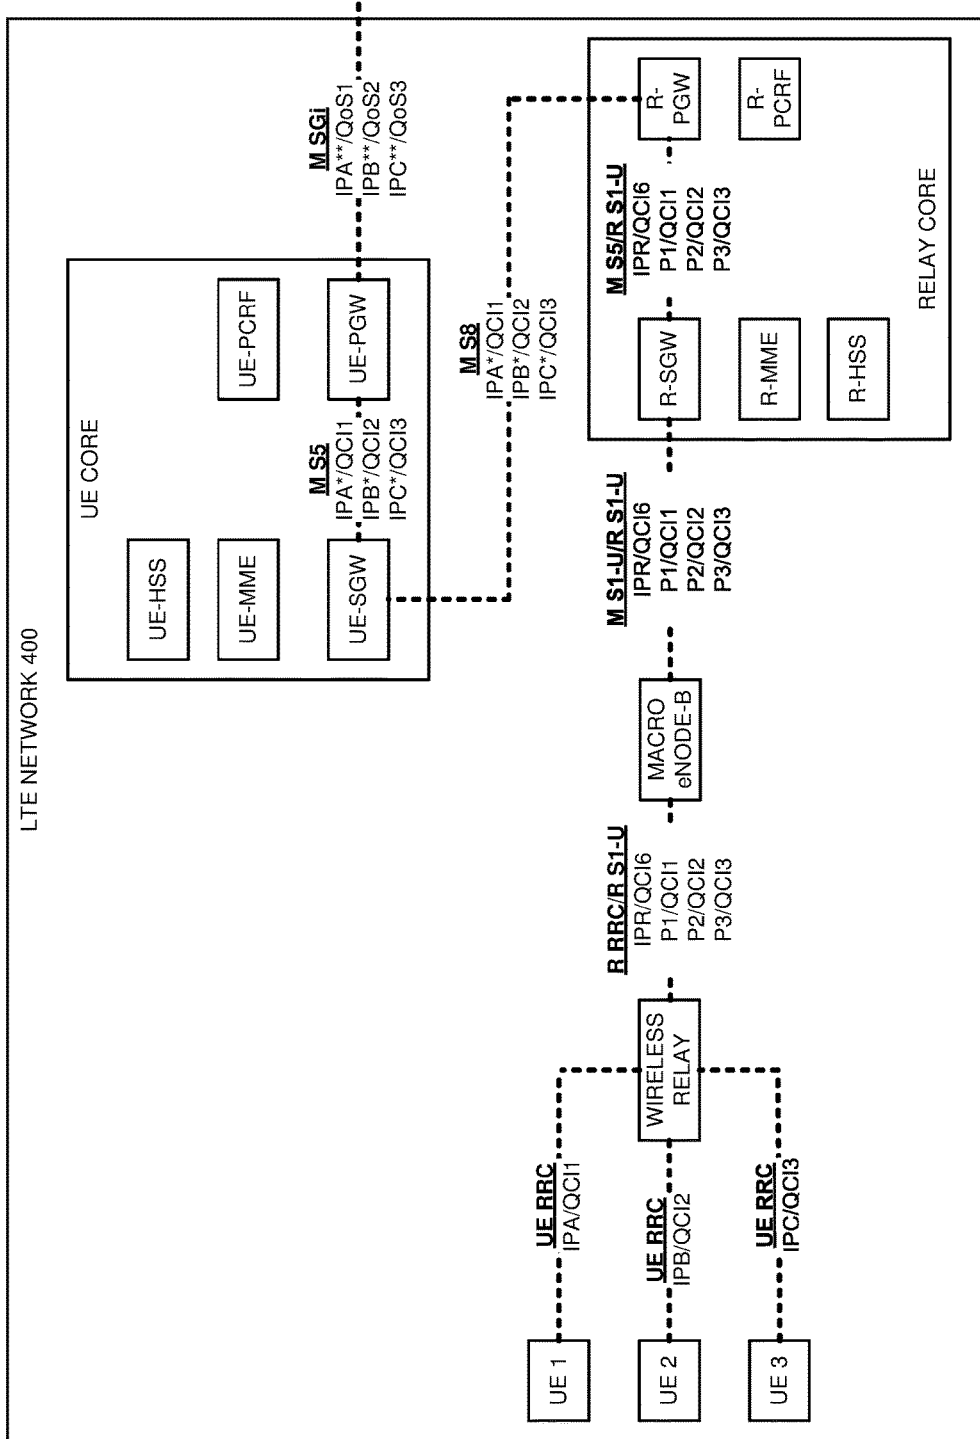 LTE NETWORK 400
UE CORE
UE-HSS
UE-MME
UE-SGW
M S5
IPA*/QCI1
IPB*/QCI2
IPC*/QCI3
UE-PCRF
UE-PGW
M SGi
IPA**/QoS1
IPB**/QoS2
IPC**/QoS3
M S8
IPA*/QCI1
IPB*/QCI2
IPC*/QCI3
UE 1
UE RRC
IPA/QCI1
UE 2
UE RRC
IPB/QCI2
UE 3
UE RRC
IPC/QCI3
WIRELESS
RELAY
R RRC/R S1-U
IPR/QCI6
P1/QCI1
P2/QCI2
P3/QCI3
MACRO
eNODE-B
M S1-U/R S1-U
IPR/QCI6
P1/QCI1
P2/QCI2
P3/QCI3
R-SGW
R-MME
R-HSS
M S5/R S1-U
IPR/QCI6
P1/QCI1
P2/QCI2
P3/QCI3
R-
PGW
R-
PCRF
RELAY CORE